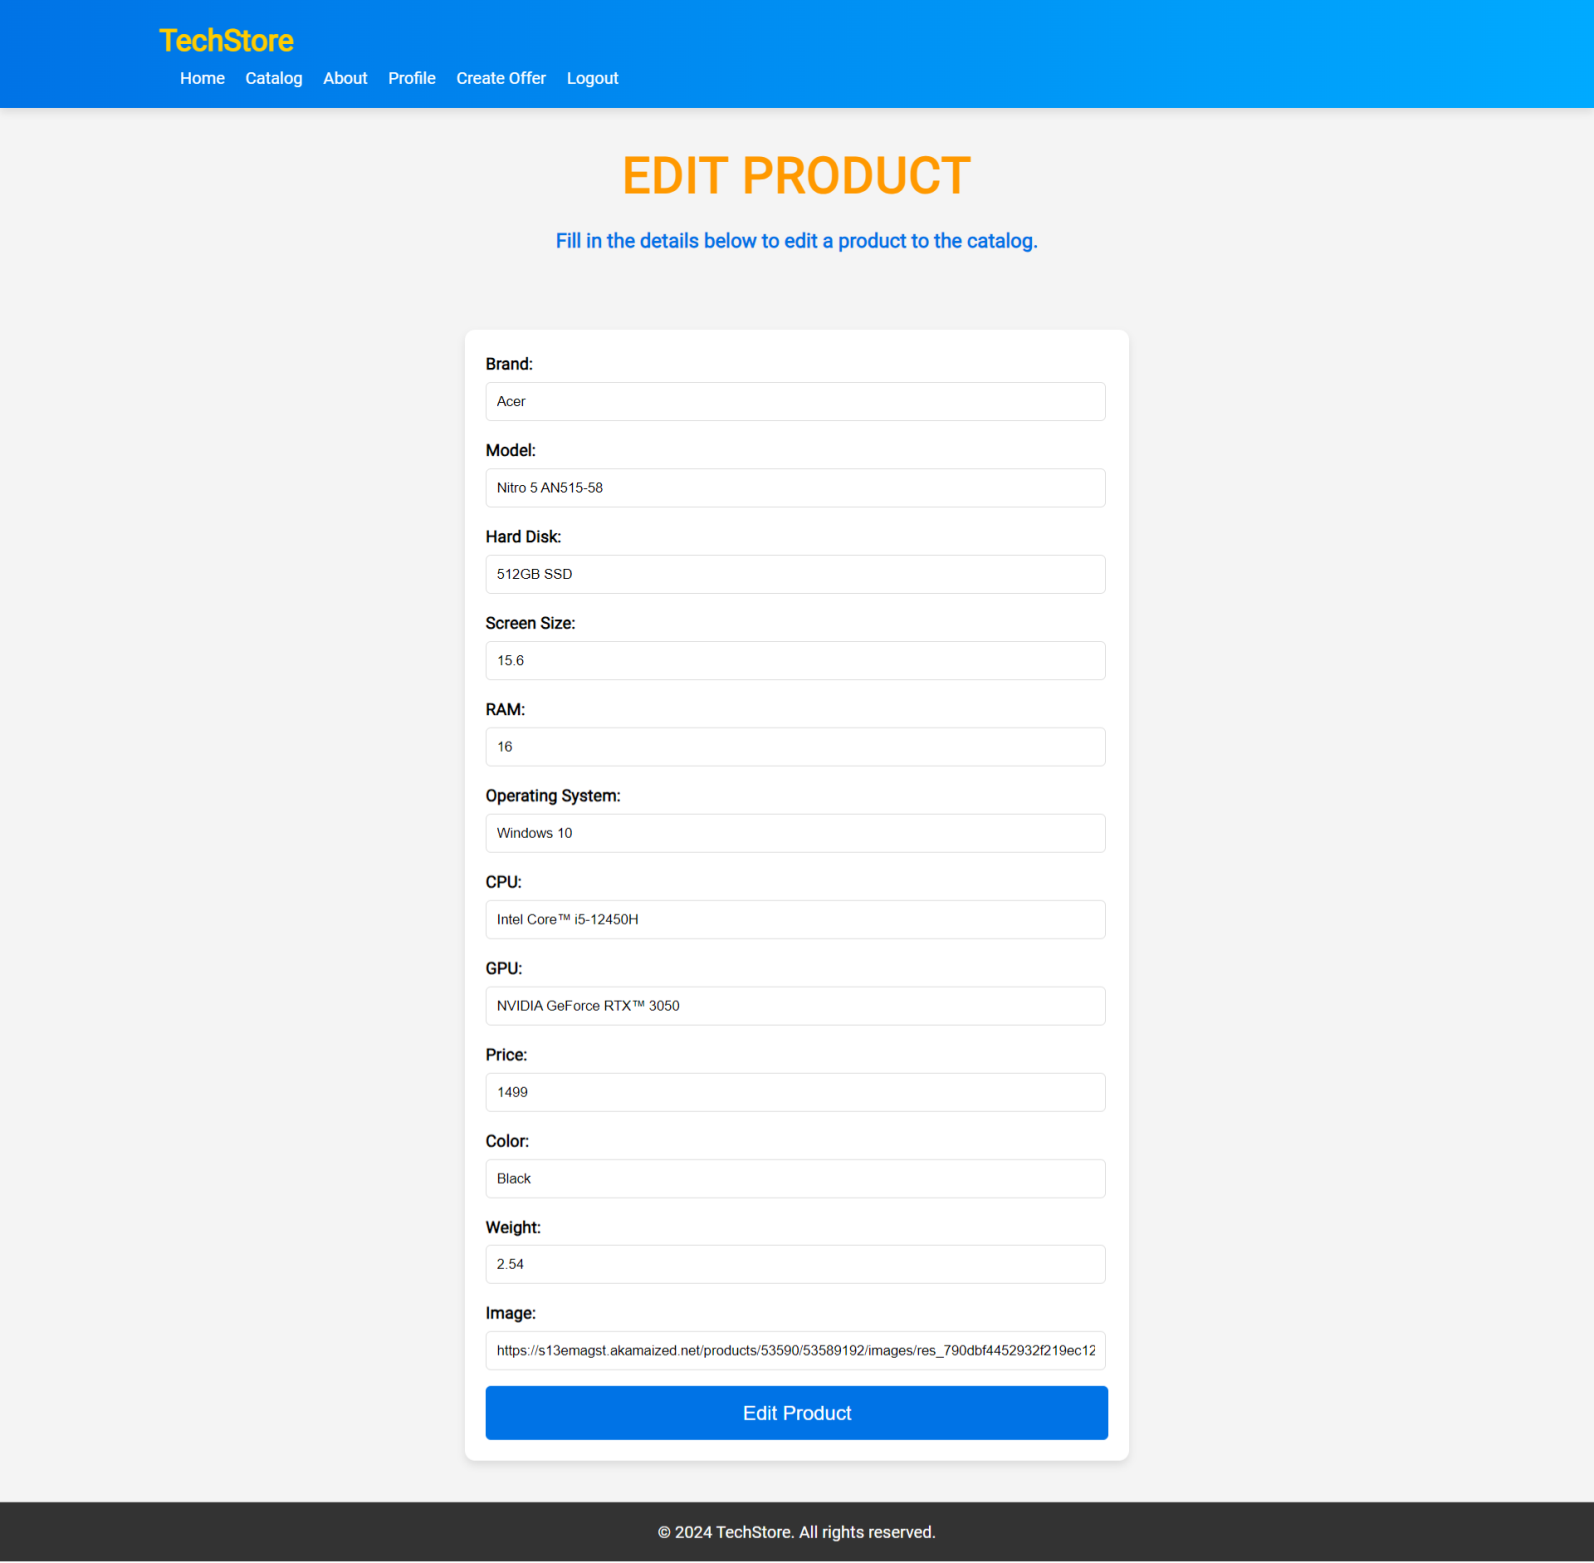 TechStore
Home Catalog About Profile Create Offer Logout
EDIT PRODUCT
Fill in the details below to edit a product to the catalog.
Brand:
Acer
Model:
Nitro 5 AN515-58
Hard Disk:
512GB SSD
Screen Size:
15.6
RAM:
16
Operating System:
Windows 10
CPU:
Intel Core™ i5-12450H
GPU:
NVIDIA GeForce RTX™ 3050
Price:
1499
Color:
Black
Weight:
2.54
Image:
https://s13emagst.akamaized.net/products/53590/53589192/images/res_790dbf4452932f219ec12
Edit Product
© 2024 TechStore. All rights reserved.